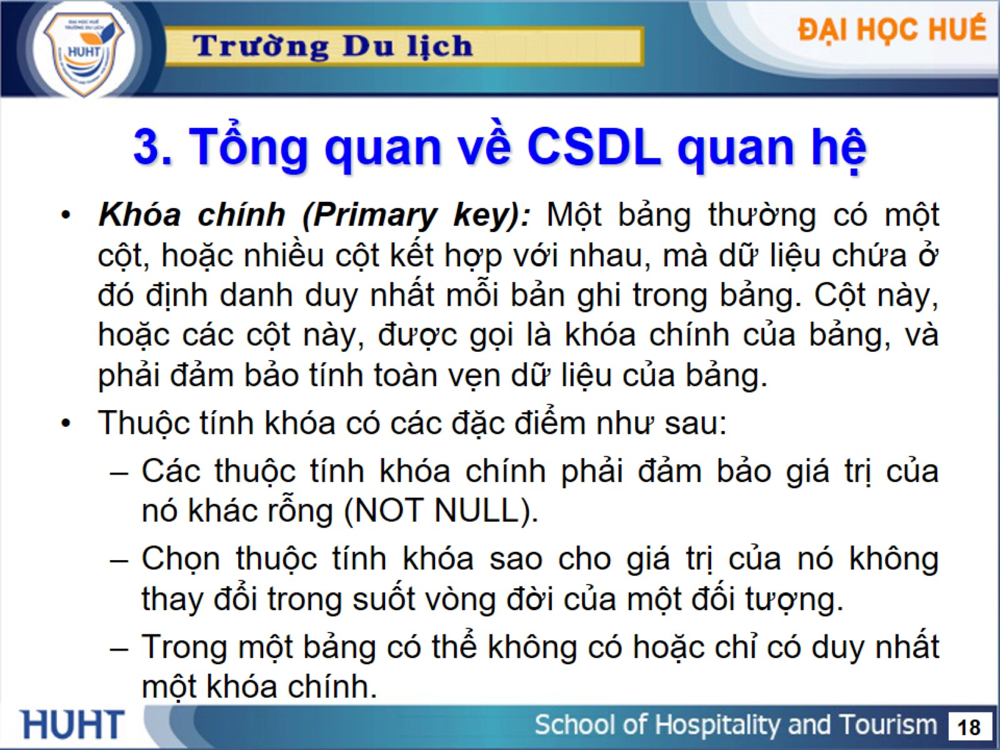 ĐẠI HỌC HUẾ
TRƯỜNG DU LỊCH
HUHT
Trường Du lịch
ĐẠI HỌC HUẾ
3. Tổng quan về CSDL quan hệ
• Khóa chính (Primary key): Một bảng thường có một
cột, hoặc nhiều cột kết hợp với nhau, mà dữ liệu chứa ở
đó định danh duy nhất mỗi bản ghi trong bảng. Cột này,
hoặc các cột này, được gọi là khóa chính của bảng, và
phải đảm bảo tính toàn vẹn dữ liệu của bảng.
• Thuộc tính khóa có các đặc điểm như sau:
– Các thuộc tính khóa chính phải đảm bảo giá trị của
nó khác rỗng (NOT NULL).
– Chọn thuộc tính khóa sao cho giá trị của nó không
thay đổi trong suốt vòng đời của một đối tượng.
– Trong một bảng có thể không có hoặc chỉ có duy nhất
một khóa chính.
HUHT
School of Hospitality and Tourism
18